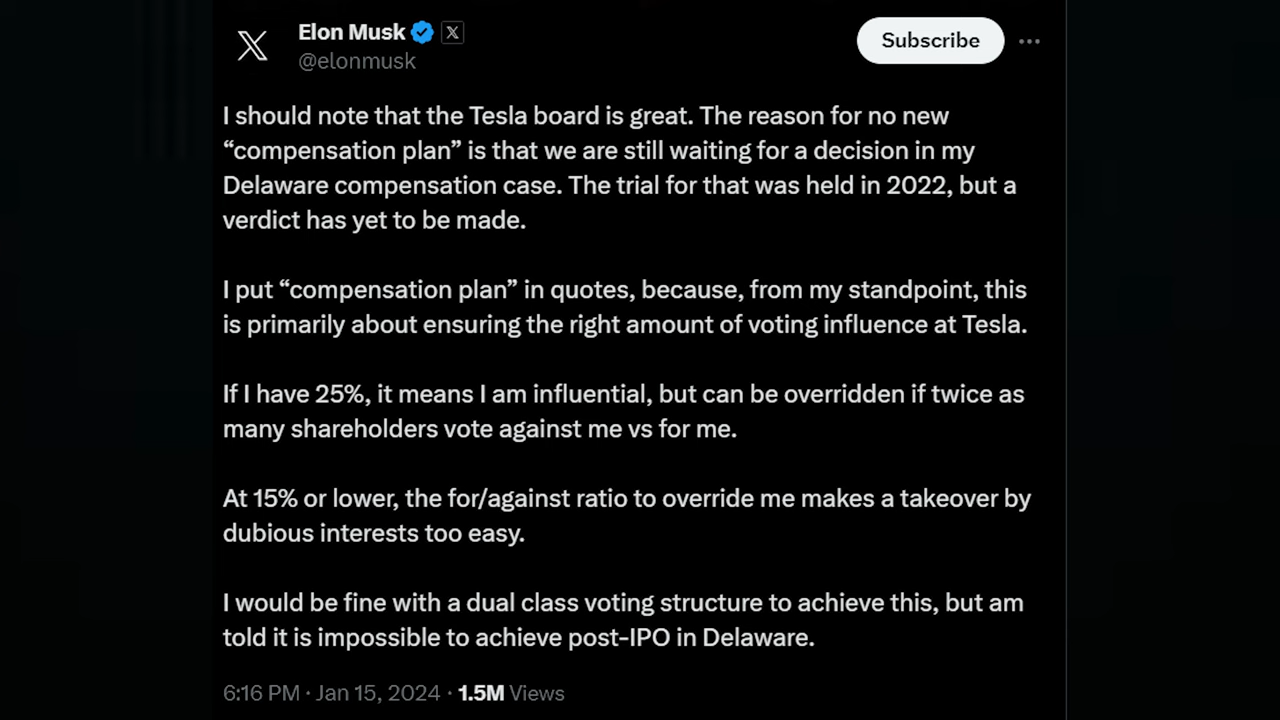 Elon Musk
@elonmusk
Subscribe
I should note that the Tesla board is great. The reason for no new
“compensation plan” is that we are still waiting for a decision in my
Delaware compensation case. The trial for that was held in 2022, but a
verdict has yet to be made.
I put “compensation plan” in quotes, because, from my standpoint, this
is primarily about ensuring the right amount of voting influence at Tesla.
If I have 25%, it means I am influential, but can be overridden if twice as
many shareholders vote against me vs for me.
At 15% or lower, the for/against ratio to override me makes a takeover by
dubious interests too easy.
I would be fine with a dual class voting structure to achieve this, but am
told it is impossible to achieve post-IPO in Delaware.
6:16 PM · Jan 15, 2024 · 1.5M Views